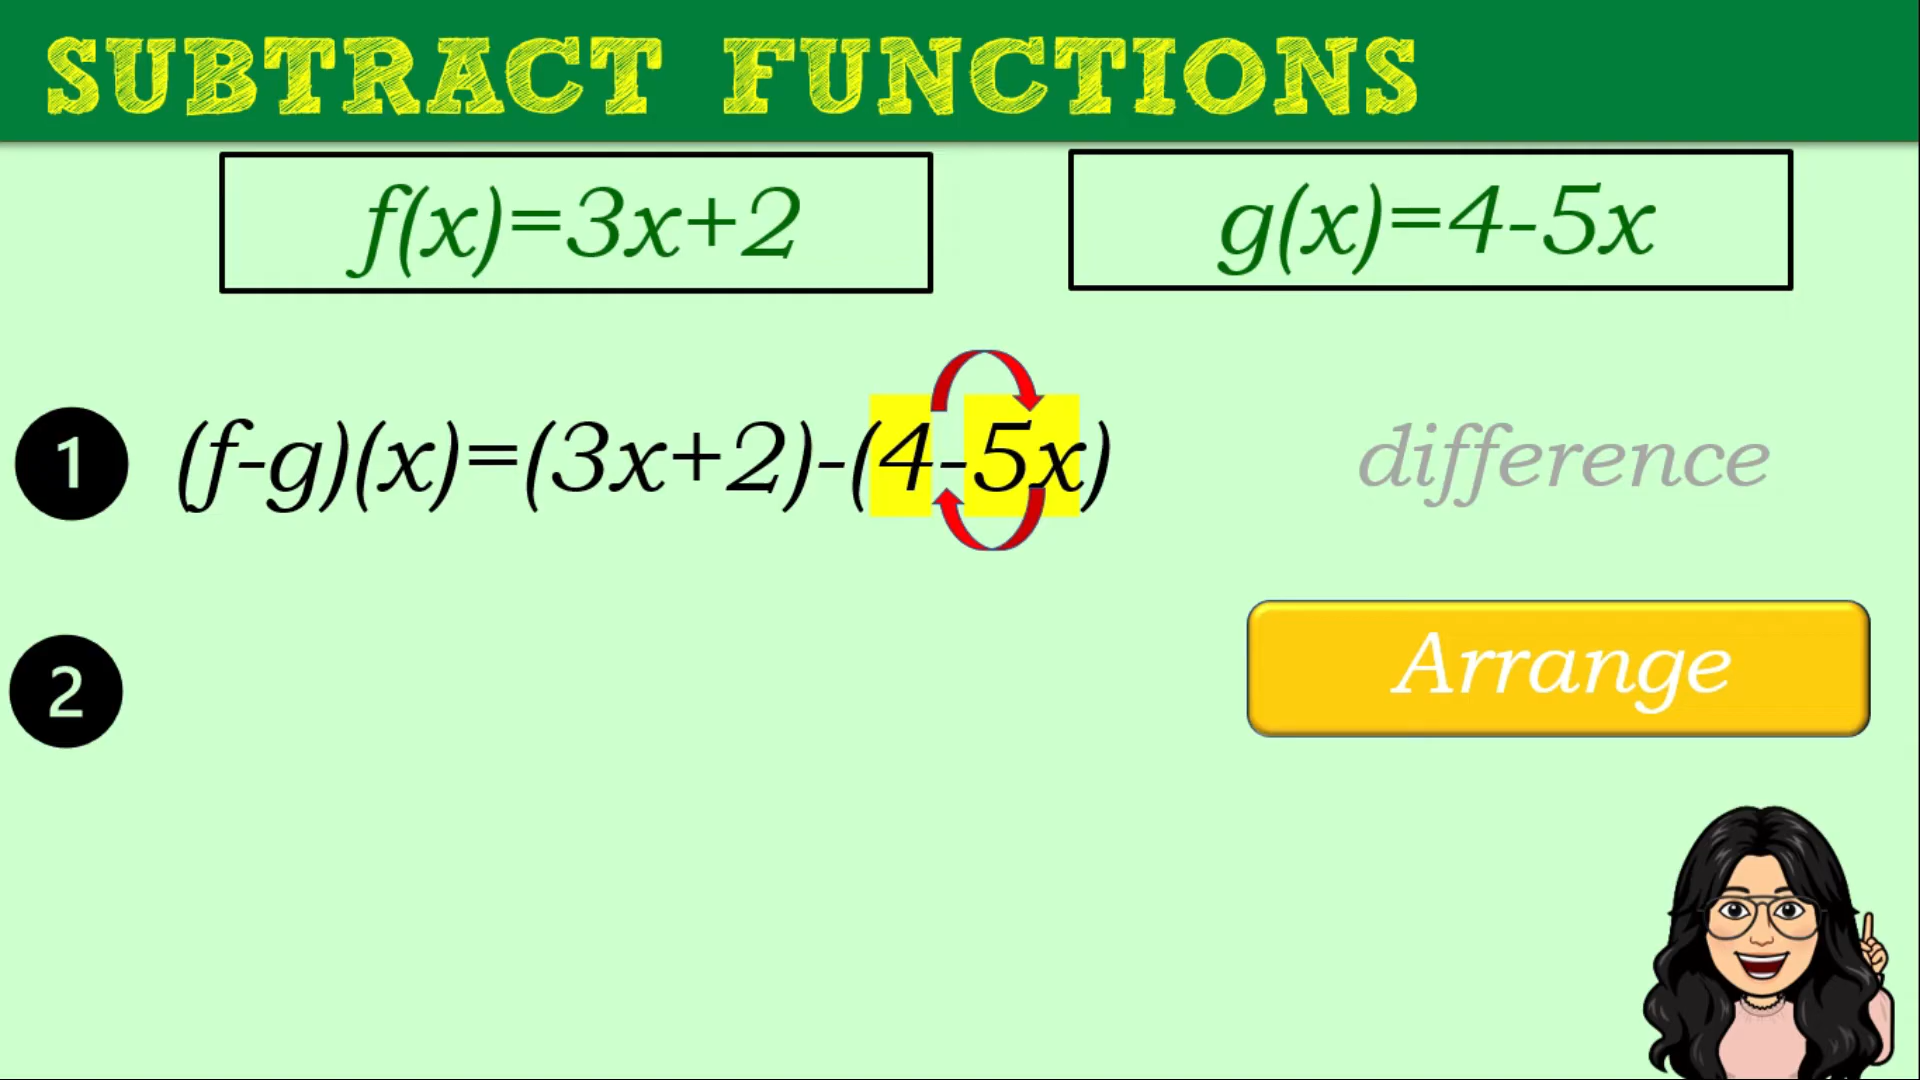 SUBTRACT FUNCTIONS
f(x)=3x+2
g(x)=4-5x
1 (f-g)(x)=(3x+2)-(4-5x) difference
2 Arrange